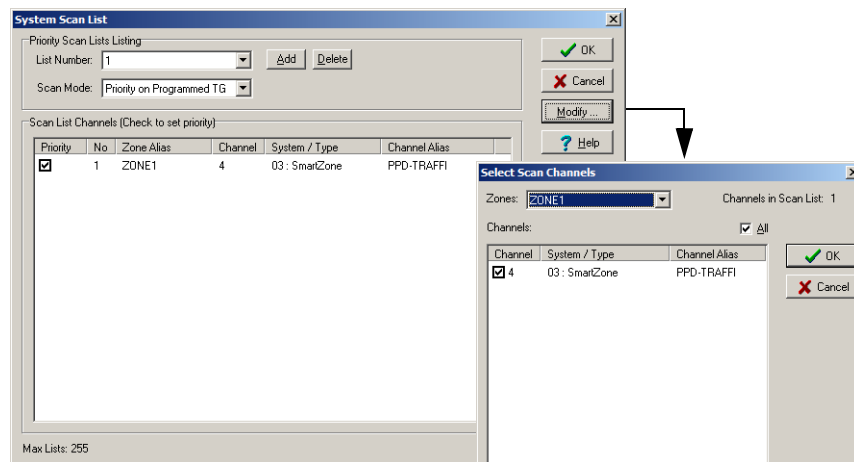 System Scan List
Priority Scan Lists Listing
List Number: 1 Add Delete
Scan Mode: Priority on Programmed TG
OK
Cancel
Modify ...
Help
Scan List Channels (Check to set priority)
Priority No Zone Alias Channel System / Type Channel Alias
1 ZONE1 4 03 : SmartZone PPD-TRAFFI
Max Lists: 255
Select Scan Channels
Zones: ZONE1 Channels in Scan List: 1
Channels: All
Channel System / Type Channel Alias
4 03 : SmartZone PPD-TRAFFI
OK
Cancel